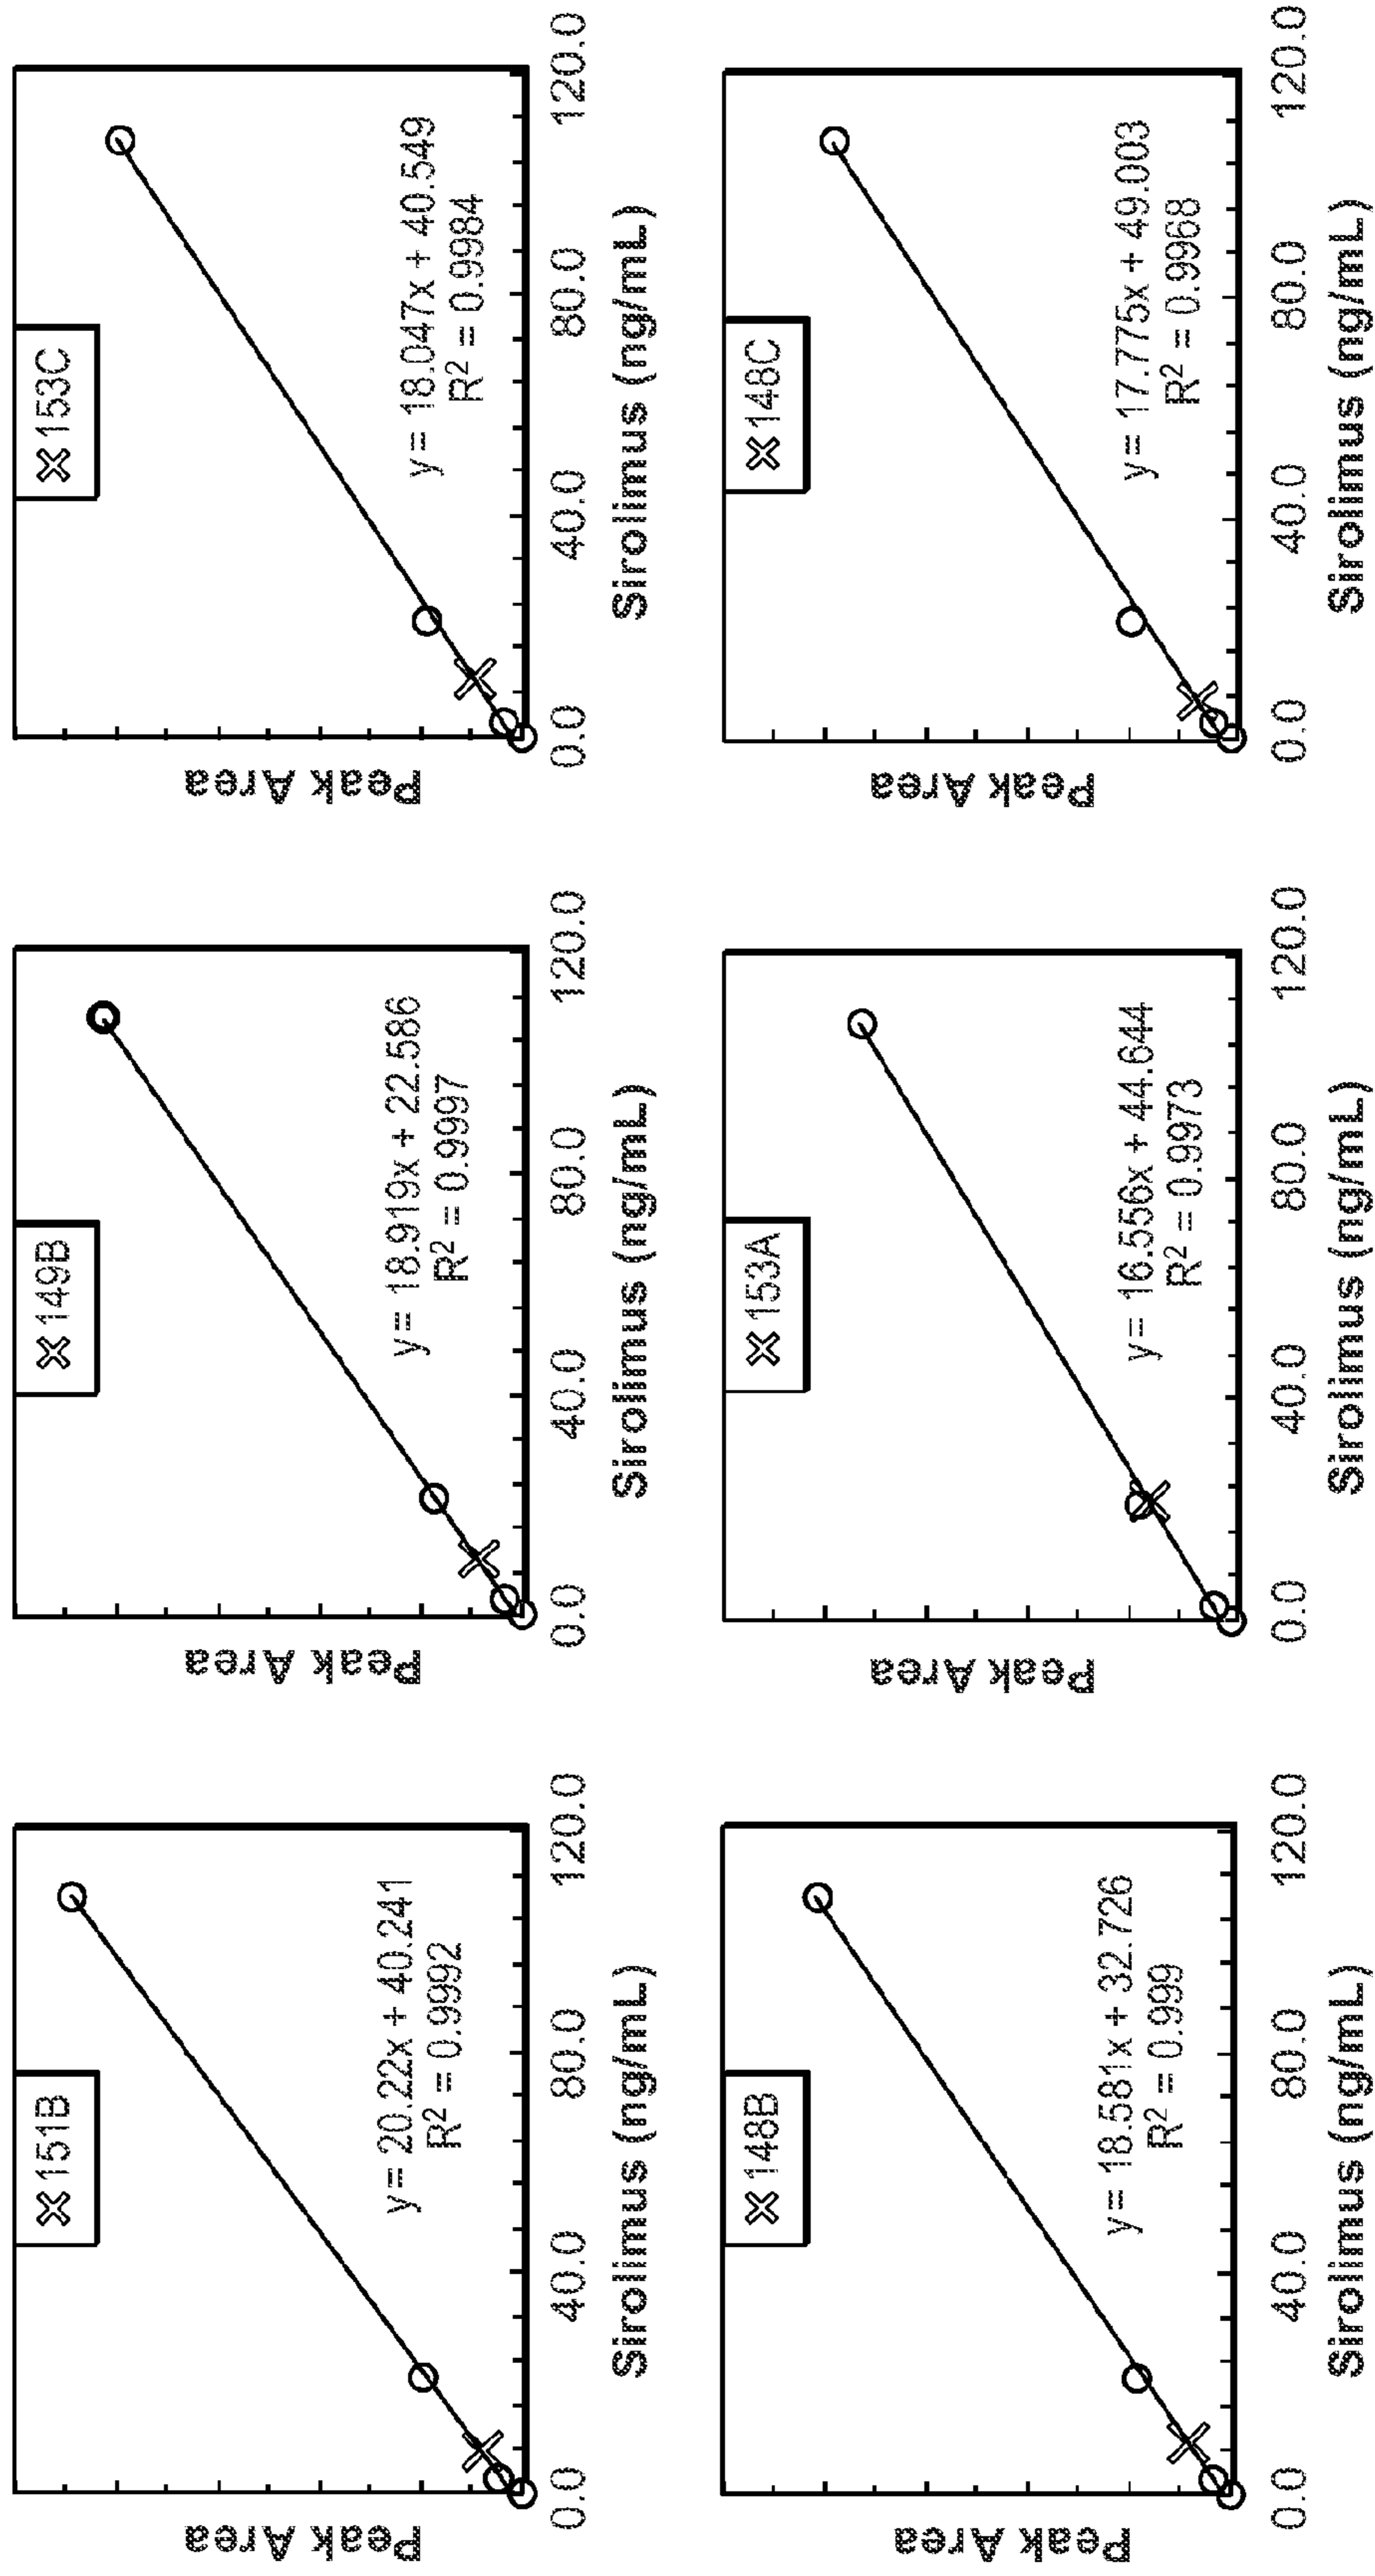 151B
Peak Area
y = 20.22x + 40.241
R² = 0.9992
0.0 40.0 80.0 120.0
Sirolimus (ng/mL)
149B
Peak Area
y = 18.919x + 22.586
R² = 0.9997
0.0 40.0 80.0 120.0
Sirolimus (ng/mL)
153C
Peak Area
y = 18.047x + 40.549
R² = 0.9984
0.0 40.0 80.0 120.0
Sirolimus (ng/mL)
148B
Peak Area
y = 18.581x + 32.726
R² = 0.999
0.0 40.0 80.0 120.0
Sirolimus (ng/mL)
153A
Peak Area
y = 16.556x + 44.644
R² = 0.9973
0.0 40.0 80.0 120.0
Sirolimus (ng/mL)
148C
Peak Area
y = 17.775x + 49.003
R² = 0.9968
0.0 40.0 80.0 120.0
Sirolimus (ng/mL)